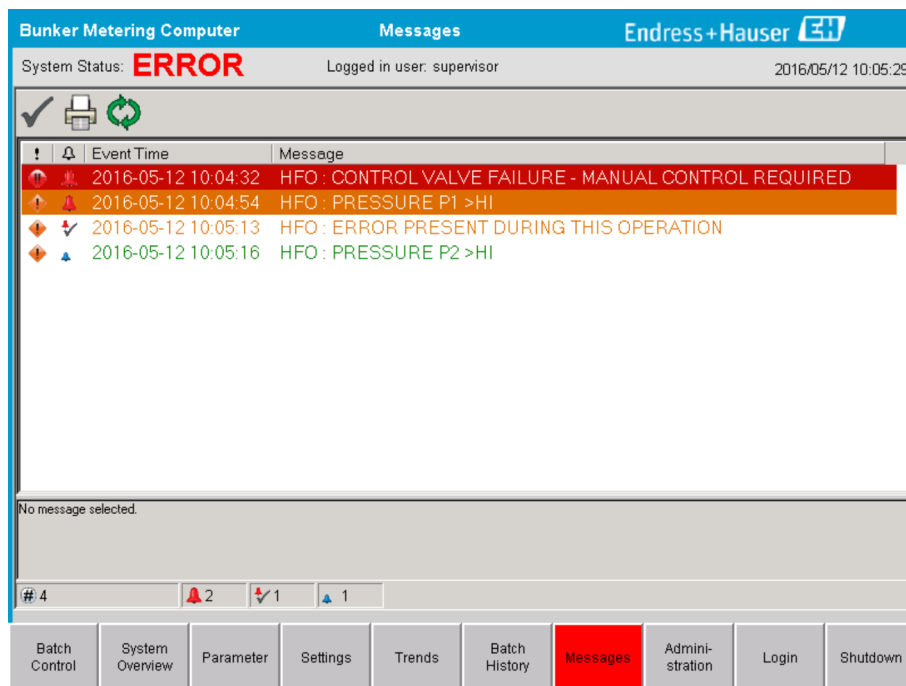 Bunker Metering Computer Messages Endress+Hauser EH
System Status: ERROR Logged in user: supervisor 2016/05/12 10:05:29
! Event Time Message
2016-05-12 10:04:32 HFO : CONTROL VALVE FAILURE - MANUAL CONTROL REQUIRED
2016-05-12 10:04:54 HFO : PRESSURE P1 >HI
2016-05-12 10:05:13 HFO : ERROR PRESENT DURING THIS OPERATION
2016-05-12 10:05:16 HFO : PRESSURE P2 >HI
No message selected.
# 4 2 1 1
Batch Control System Overview Parameter Settings Trends Batch History Messages Admini-stration Login Shutdown